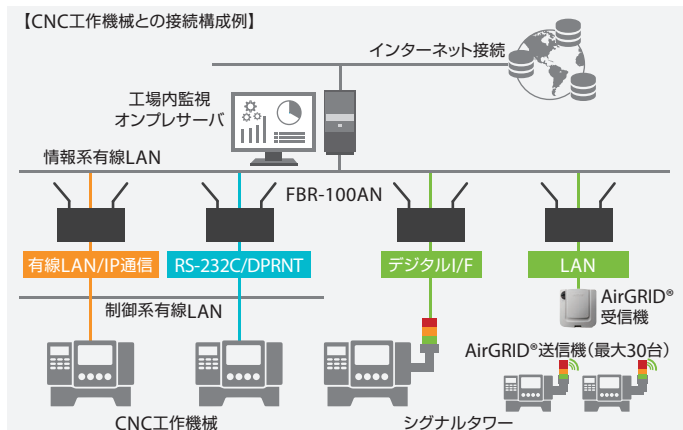 【CNC工作機械との接続構成例】
インターネット接続
工場内監視
オンプレサーバ
情報系有線LAN
FBR-100AN
有線LAN/IP通信
RS-232C/DPRNT
デジタルI/F
LAN
制御系有線LAN
AirGRID®
受信機
AirGRID®送信機(最大30台)
CNC工作機械
シグナルタワー